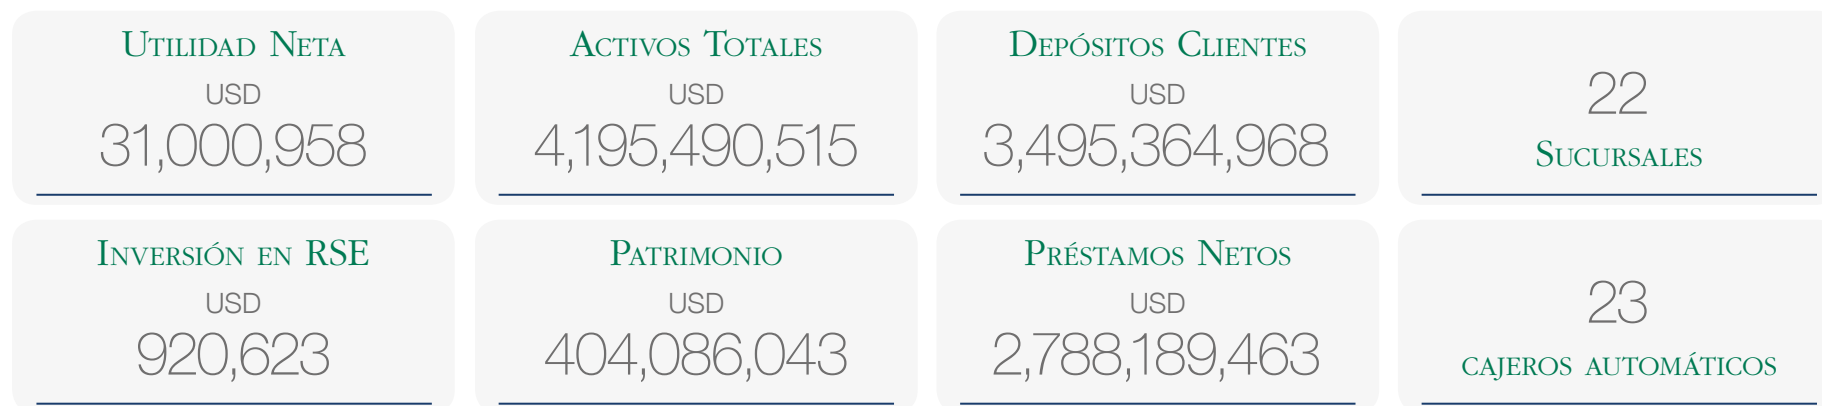 Utilidad Neta
USD
31,000,958
Activos Totales
USD
4,195,490,515
Depósitos Clientes
USD
3,495,364,968
22
Sucursales
Inversión en RSE
USD
920,623
Patrimonio
USD
404,086,043
Préstamos Netos
USD
2,788,189,463
23
cajeros automáticos